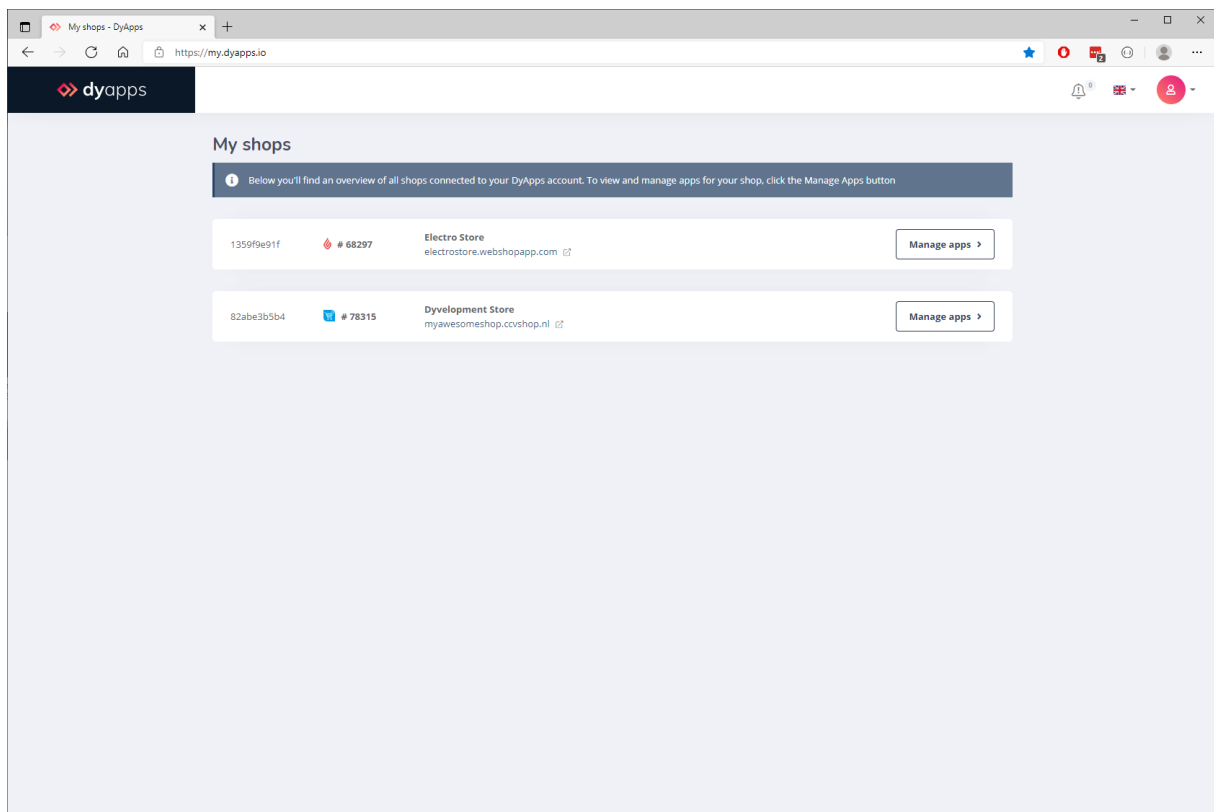 My shops - DyApps
https://my.dyapps.io
2
dyapps
0
My shops
Below you'll find an overview of all shops connected to your DyApps account. To view and manage apps for your shop, click the Manage Apps button
1359f9e91f
# 68297
Electro Store
electrostore.webshopapp.com
Manage apps
82abe3b5b4
# 78315
Dyvelopment Store
myawesomeshop.ccvshop.nl
Manage apps